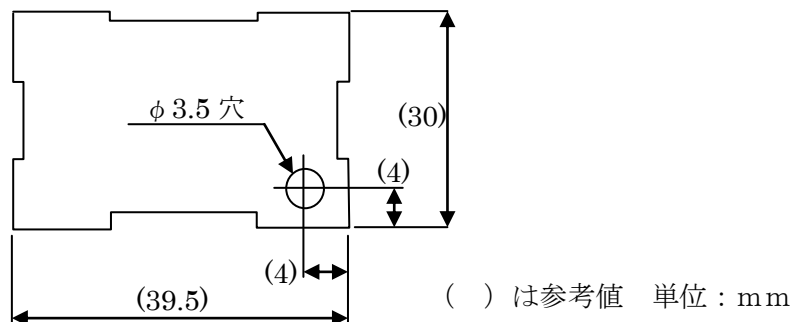 φ3.5 穴
(30)
(4)
(4)
(39.5)
（　）は参考値　単位：ｍｍ